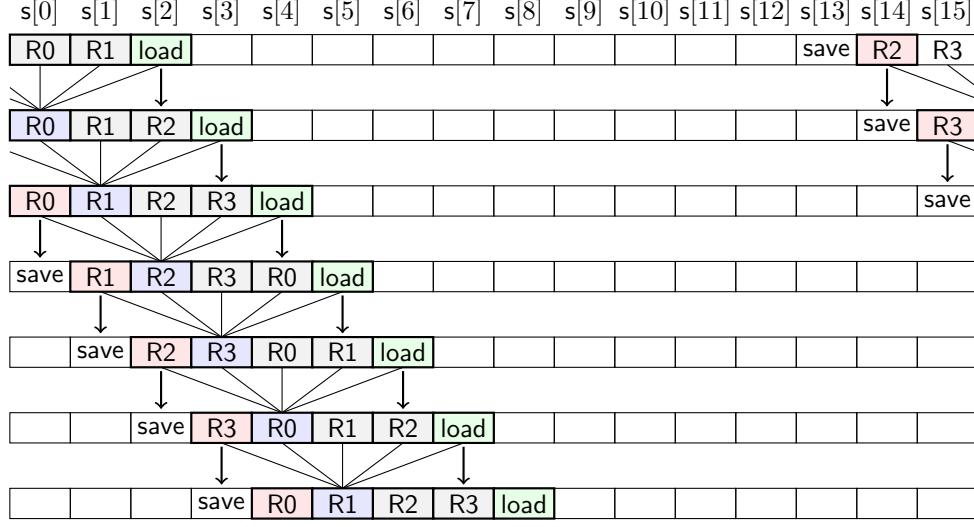 s[0] s[1] s[2] s[3] s[4] s[5] s[6] s[7] s[8] s[9] s[10] s[11] s[12] s[13] s[14] s[15]
R0 R1 load save R2 R3
R0 R1 R2 load save R3
R0 R1 R2 R3 load save
save R1 R2 R3 R0 load
save R2 R3 R0 R1 load
save R3 R0 R1 R2 load
save R0 R1 R2 R3 load